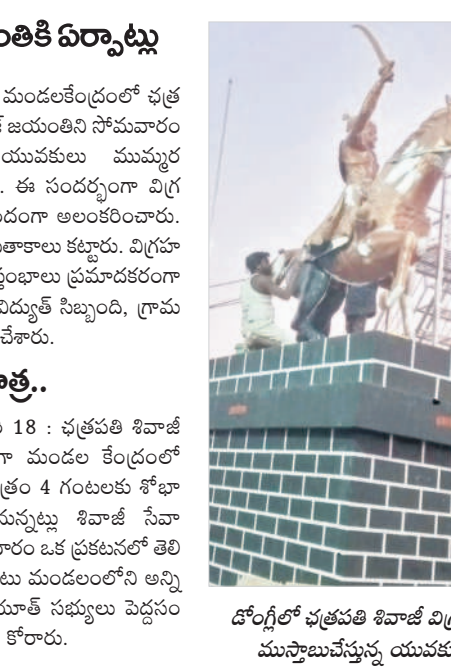 ంతికి ఏర్పాట్లు
మండలకేంద్రంలో ఛత్ర
జయంతిని సోమవారం
యువకులు ముమ్మర
. ఈ సందర్భంగా విగ్ర
ందంగా అలంకరించారు.
తాకాలు కట్టారు. విగ్రహ
స్తంభాలు ప్రమాదకరంగా
విద్యుత్ సిబ్బంది, గ్రామ
చేశారు.
ాత్ర..
18 : ఛత్రపతి శివాజీ
గా మండల కేంద్రంలో
త్రం 4 గంటలకు శోభా
నున్నట్లు శివాజీ సేవా
వారం ఒక ప్రకటనలో తెలి
టు మండలంలోని అన్ని
యూత్ సభ్యులు పెద్దసం
కోరారు.
డోంగ్లీలో ఛత్రపతి శివాజీ విగ్ర
ముస్తాబుచేస్తున్న యువకు